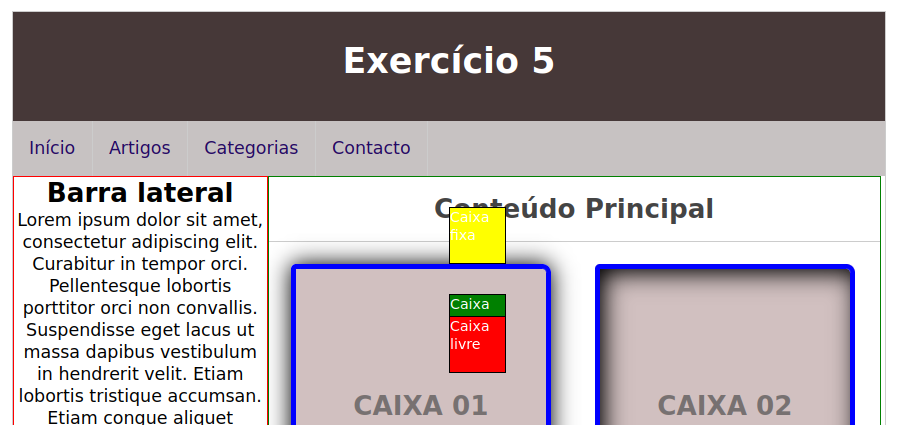 Exercício 5
Início
Artigos
Categorias
Contacto
Barra lateral
Lorem ipsum dolor sit amet,
consectetur adipiscing elit.
Curabitur in tempor orci.
Pellentesque lobortis
porttitor orci non convallis.
Suspendisse eget lacus ut
massa dapibus vestibulum
in hendrerit velit. Etiam
lobortis tristique accumsan.
Etiam congue aliquet
Conteúdo Principal
Caixa
fixa
Caixa
Caixa
livre
CAIXA 01
CAIXA 02